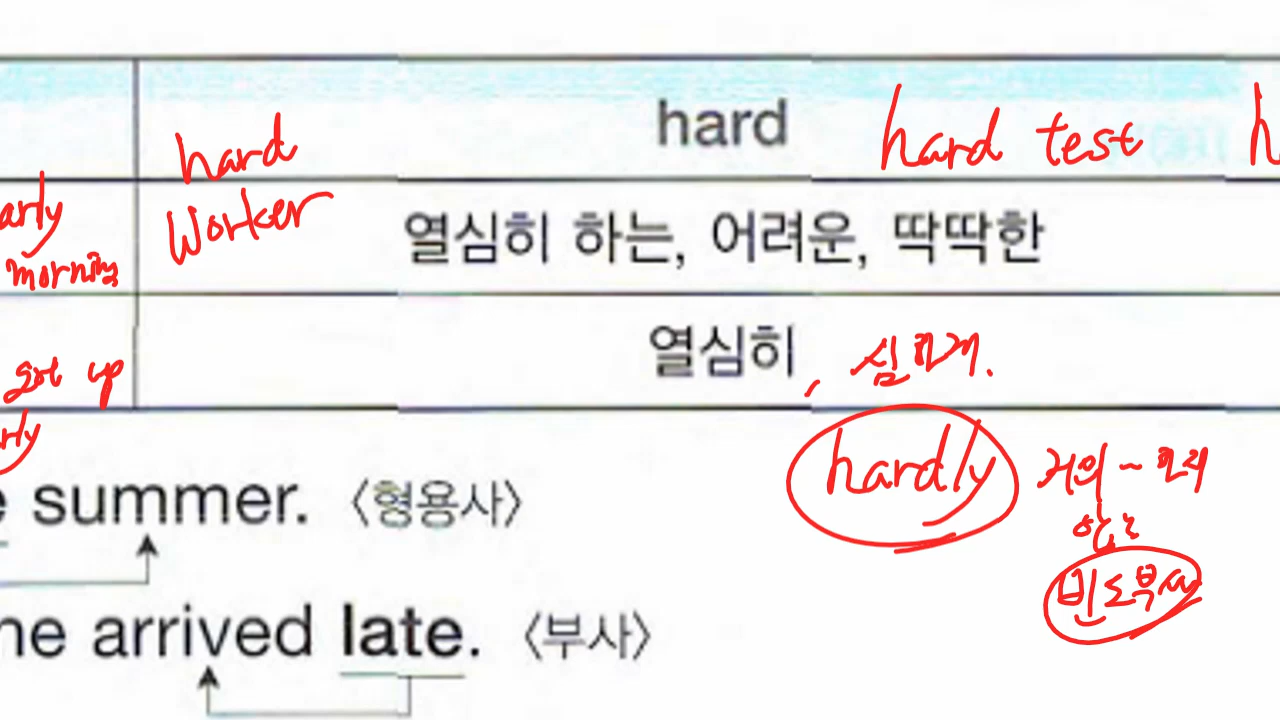 hard
hard test
hard
worker
arly
morning
열심히 하는, 어려운, 딱딱한
열심히, 심하게.
got up
rly
hardly 거의 ~ 하지
않는
빈도부사
summer. 〈형용사〉
he arrived late. 〈부사〉